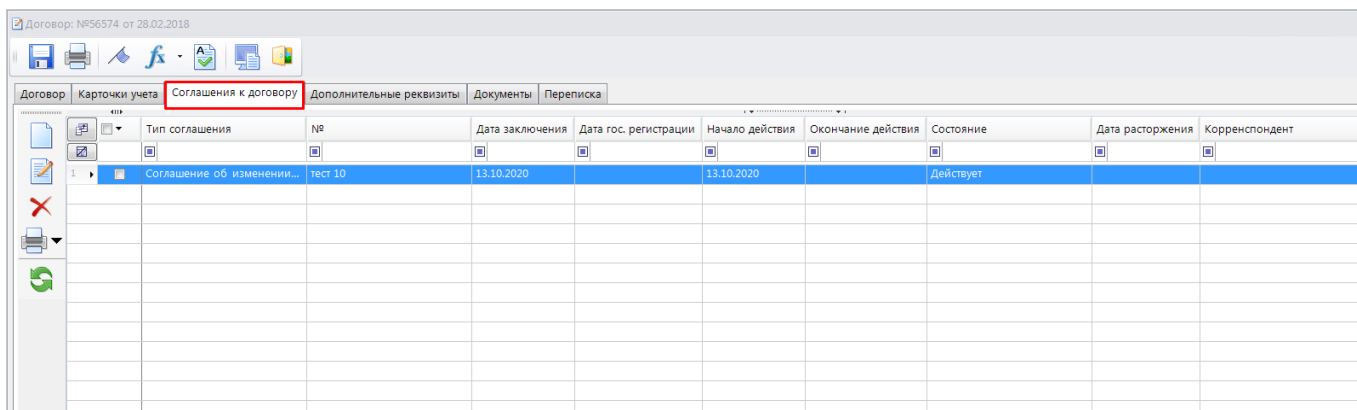 Договор: №56574 от 28.02.2018
Договор Карточки учета Соглашения к договору Дополнительные реквизиты Документы Переписка
Тип соглашения № Дата заключения Дата гос. регистрации Начало действия Окончание действия Состояние Дата расторжения Корренспондент
1 Соглашение об изменении... тест 10 13.10.2020 13.10.2020 Действует